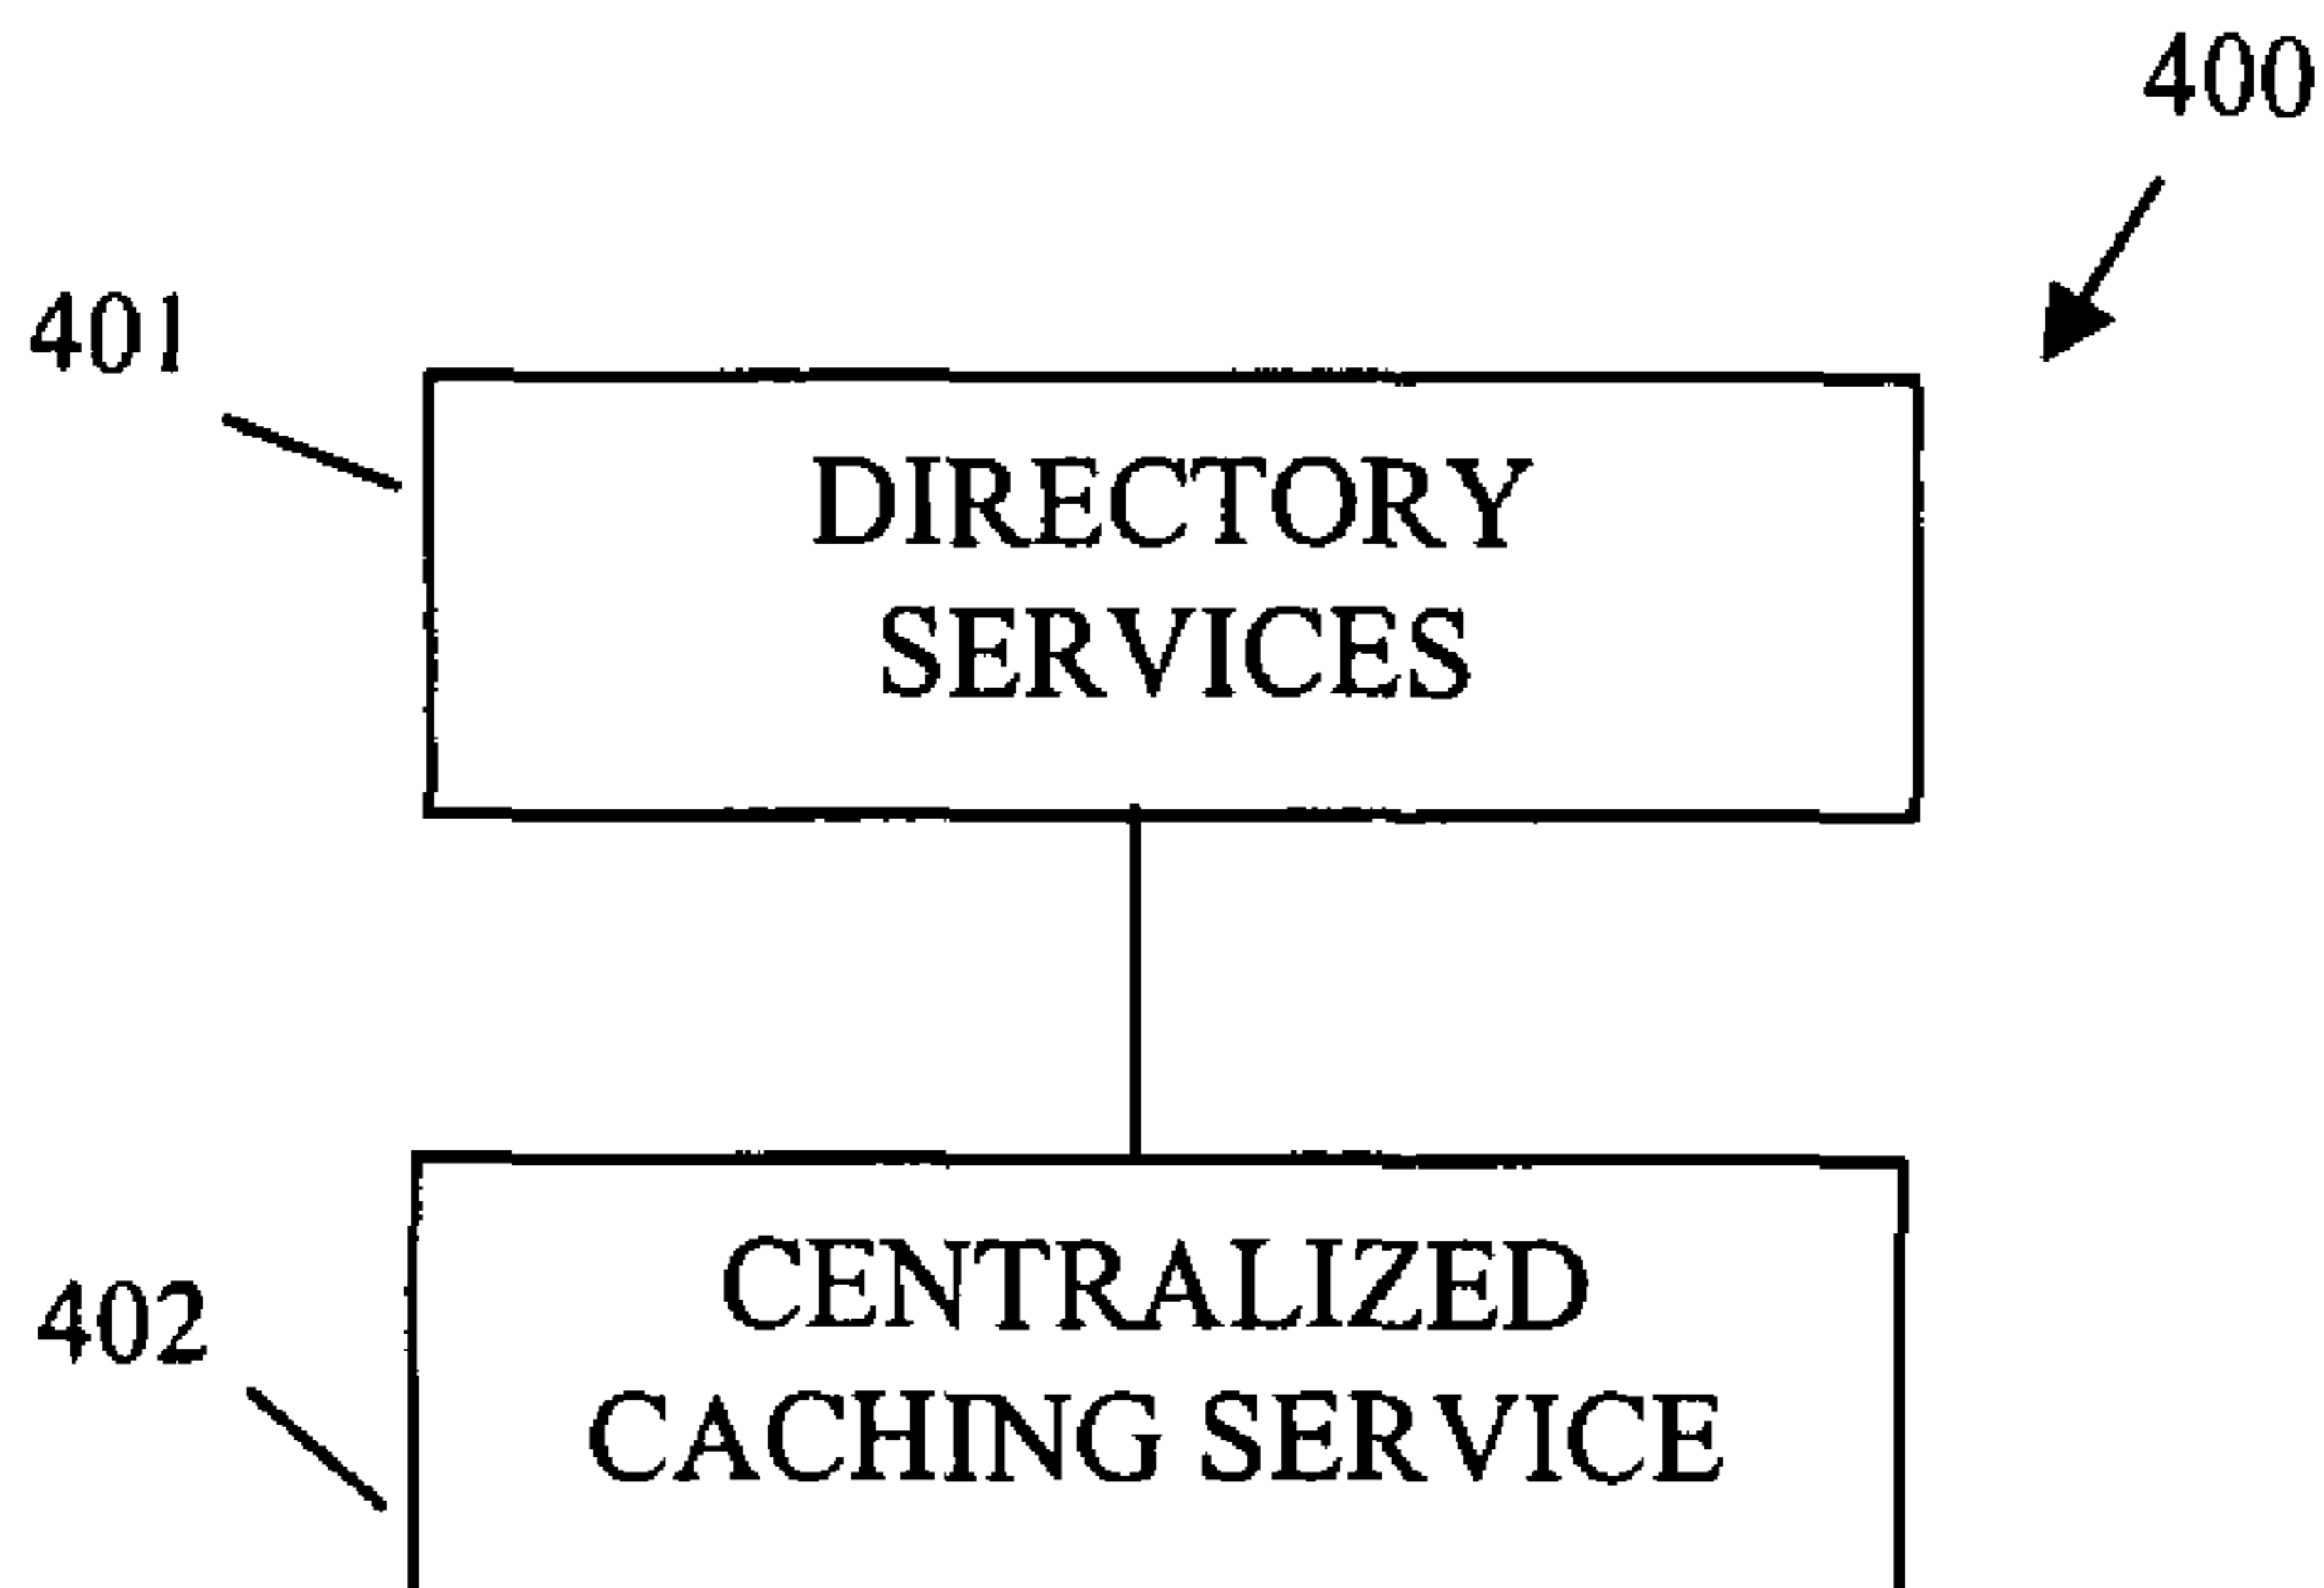 400
401
DIRECTORY
SERVICES
402
CENTRALIZED
CACHING SERVICE